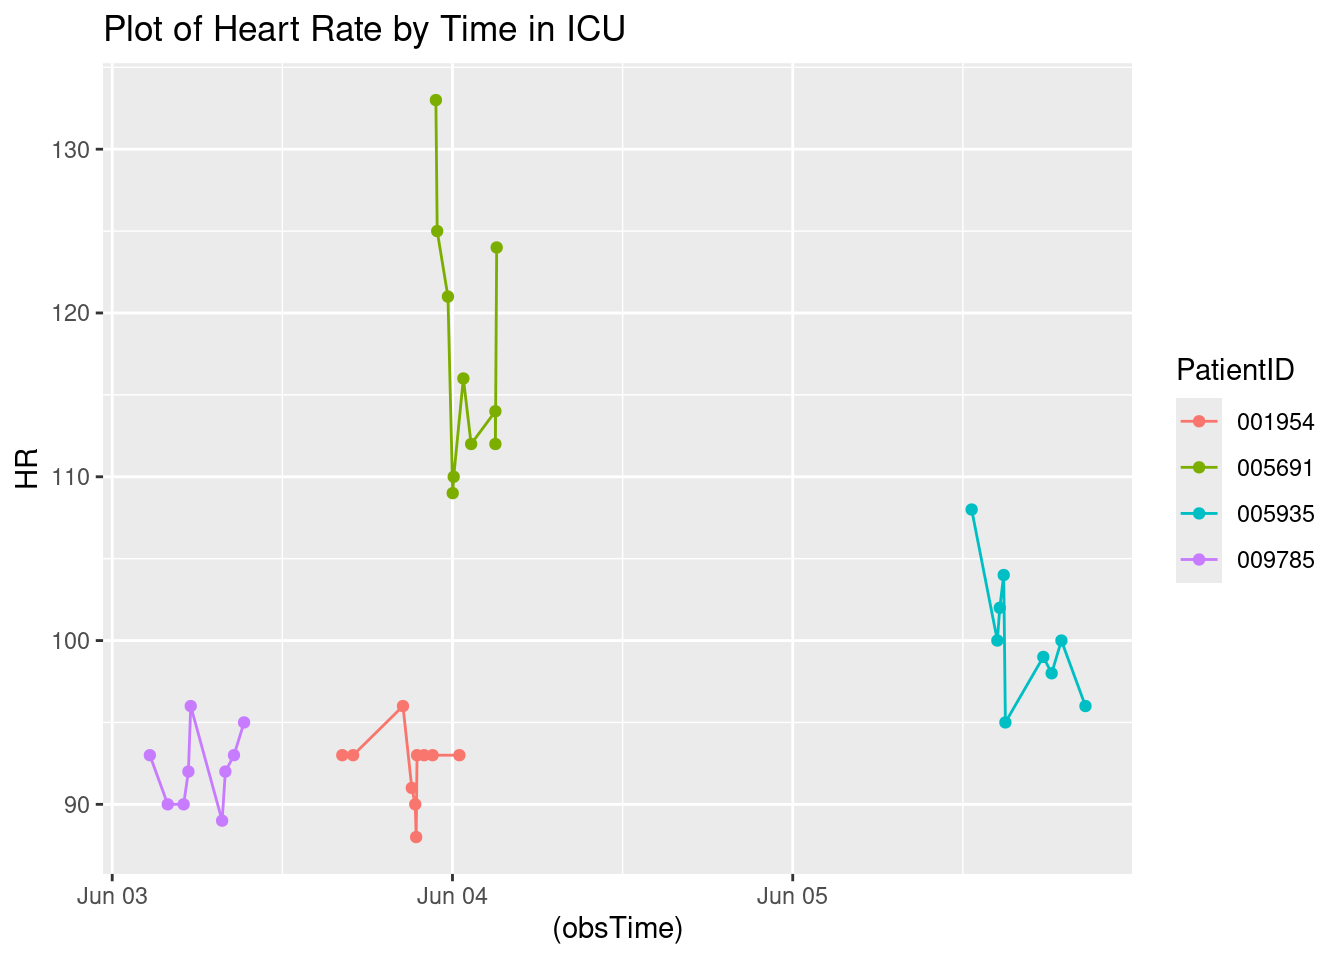 Plot of Heart Rate by Time in ICU
130
120
110
100
90
HR
Jun 03
Jun 04
Jun 05
(obsTime)
PatientID
001954
005691
005935
009785